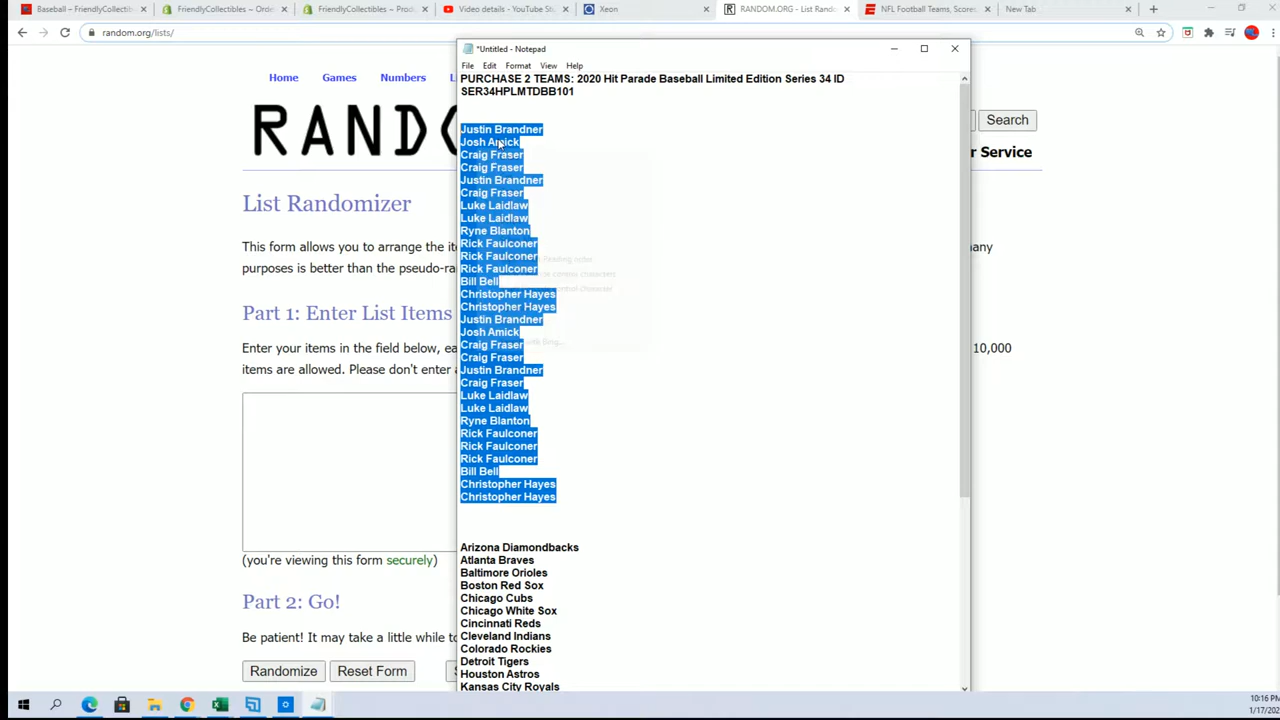 Baseball – FriendlyCollectib
FriendlyCollectibles ~ Orde
FriendlyCollectibles ~ Prod
Video details - YouTube Stu
Xeon
RANDOM.ORG - List Rando
NFL Football Teams, Scores,
New Tab
random.org/lists/
Home
Games
Numbers
Search
List Randomizer
This form allows you to arrange the it
many
purposes is better than the pseudo-ra
Part 1: Enter List Items
Enter your items in the field below, ea
10,000
items are allowed. Please don't enter a
(you're viewing this form securely)
Part 2: Go!
Be patient! It may take a little while to
Randomize
Reset Form
*Untitled - Notepad
File
Edit
Format
View
Help
PURCHASE 2 TEAMS: 2020 Hit Parade Baseball Limited Edition Series 34 ID
SER34HPLMTDBB101
Justin Brandner
Josh Amick
Craig Fraser
Craig Fraser
Justin Brandner
Craig Fraser
Luke Laidlaw
Luke Laidlaw
Ryne Blanton
Rick Faulconer
Rick Faulconer
Rick Faulconer
Bill Bell
Christopher Hayes
Christopher Hayes
Justin Brandner
Josh Amick
Craig Fraser
Craig Fraser
Justin Brandner
Craig Fraser
Luke Laidlaw
Luke Laidlaw
Ryne Blanton
Rick Faulconer
Rick Faulconer
Rick Faulconer
Bill Bell
Christopher Hayes
Christopher Hayes
Arizona Diamondbacks
Atlanta Braves
Baltimore Orioles
Boston Red Sox
Chicago Cubs
Chicago White Sox
Cincinnati Reds
Cleveland Indians
Colorado Rockies
Detroit Tigers
Houston Astros
Kansas City Royals
r Service
10:16 PM